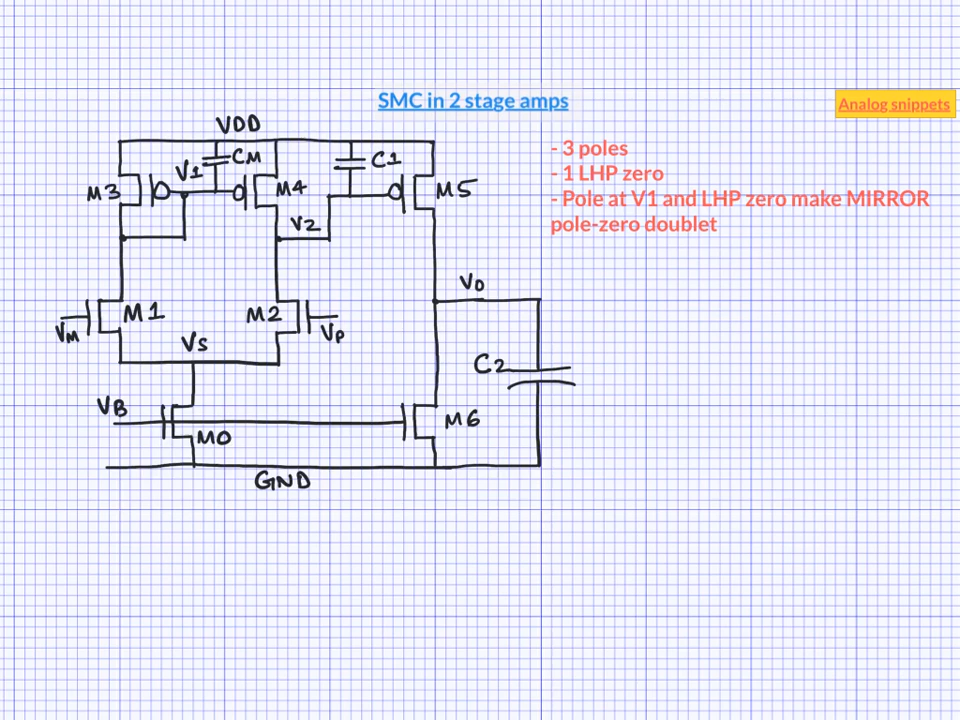 SMC in 2 stage amps
Analog snippets
VDD
- 3 poles
- 1 LHP zero
- Pole at V1 and LHP zero make MIRROR
pole-zero doublet
V1 CM C1
M3 M4 M5
V2
VO
M1 M2
VM VP
VS
C2
VB
M0 M6
GND